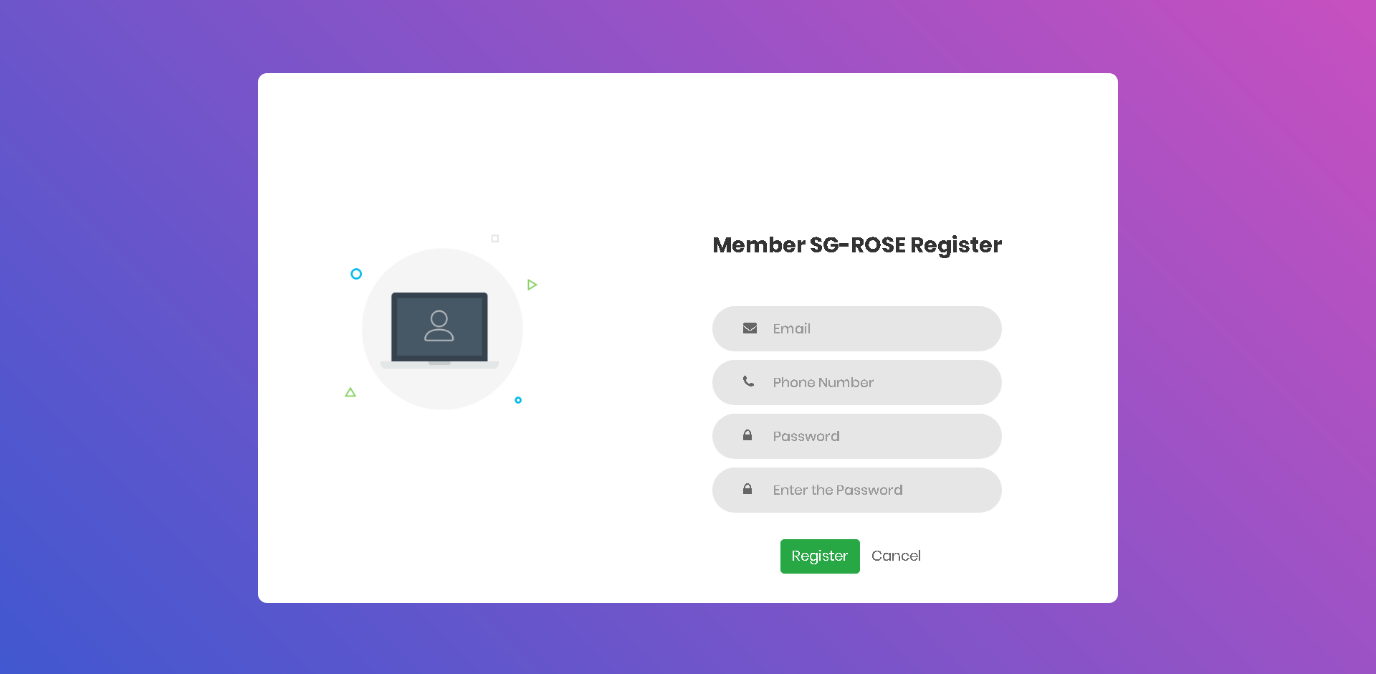 Member SG-ROSE Register
Email
Phone Number
Password
Enter the Password
Register
Cancel